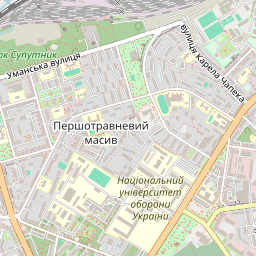 вулиця Карела Чапека
рк Супутник
Уманська вулиця
Першотравневий
масив
Національний
університет
оборони
України